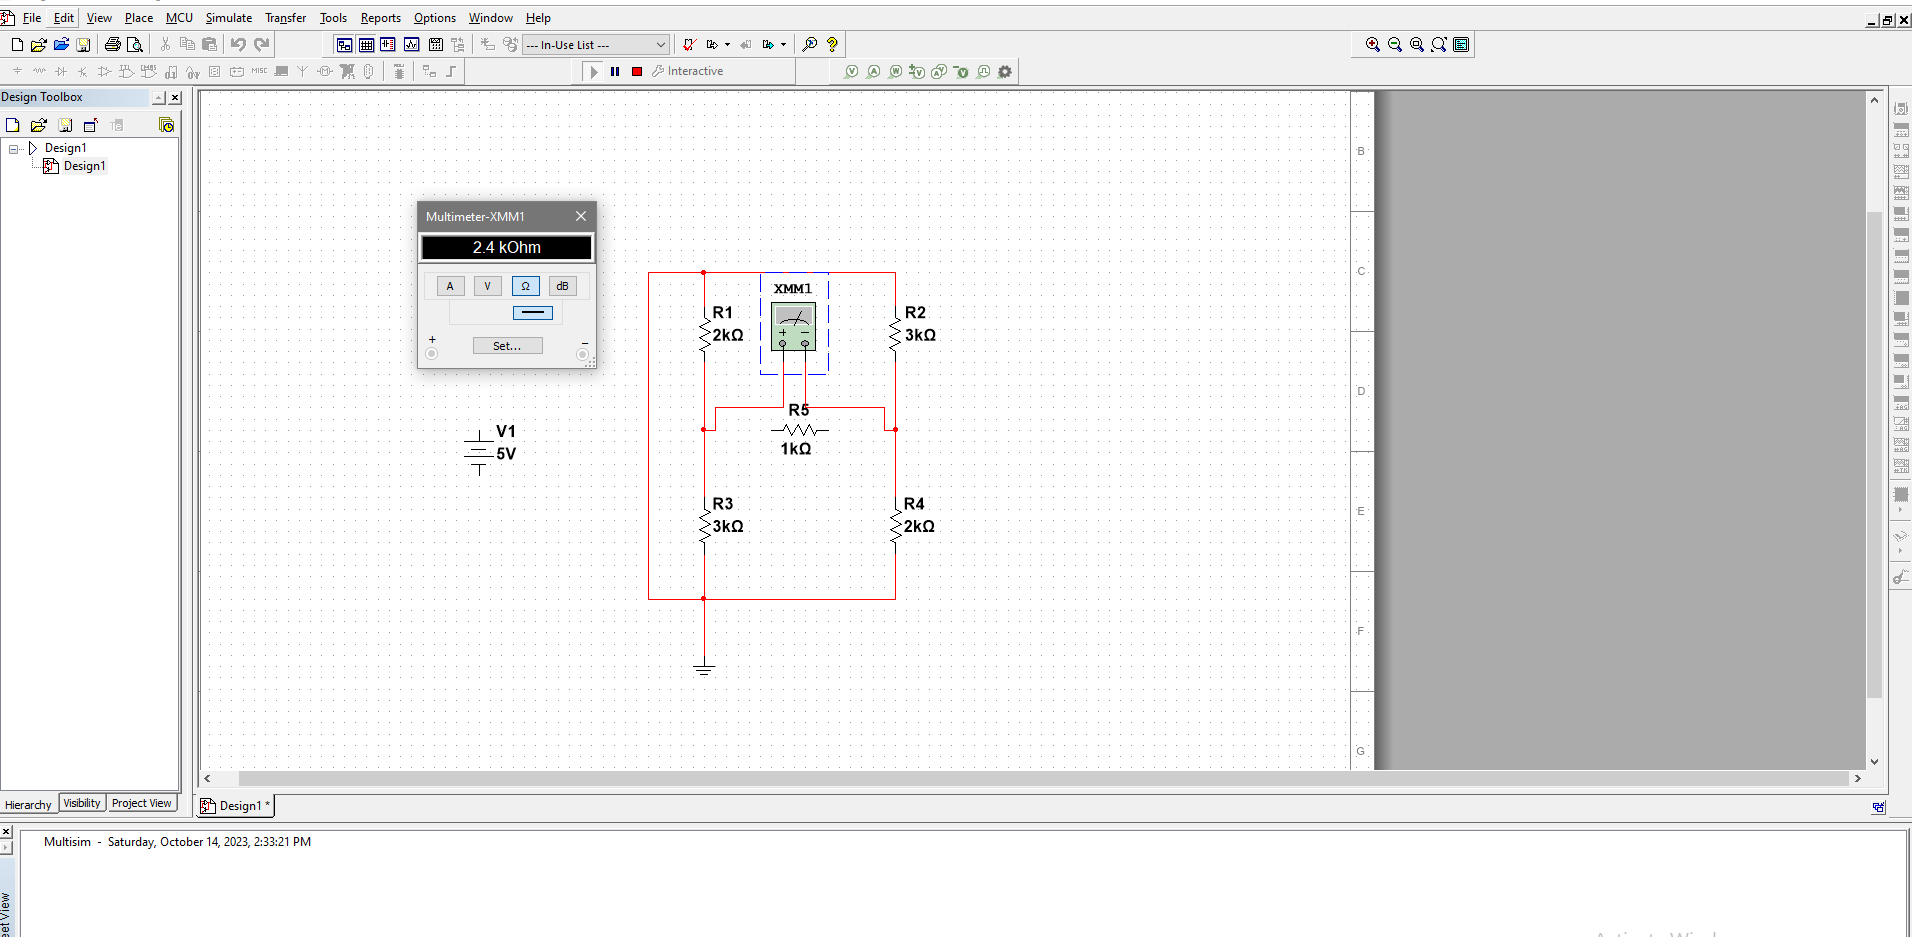 File Edit View Place MCU Simulate Transfer Tools Reports Options Window Help
--- In-Use List ---
MISC Interactive
Design Toolbox
Design1
Design1
B
Multimeter-XMM1
2.4 kOhm
A V Ω dB
+ −
Set...
C
XMM1
+ −
R1
2kΩ
R2
3kΩ
D
R5
1kΩ
V1
5V
R3
3kΩ
R4
2kΩ
E
F
G
Hierarchy Visibility Project View
Design1 *
Multisim - Saturday, October 14, 2023, 2:33:21 PM
View